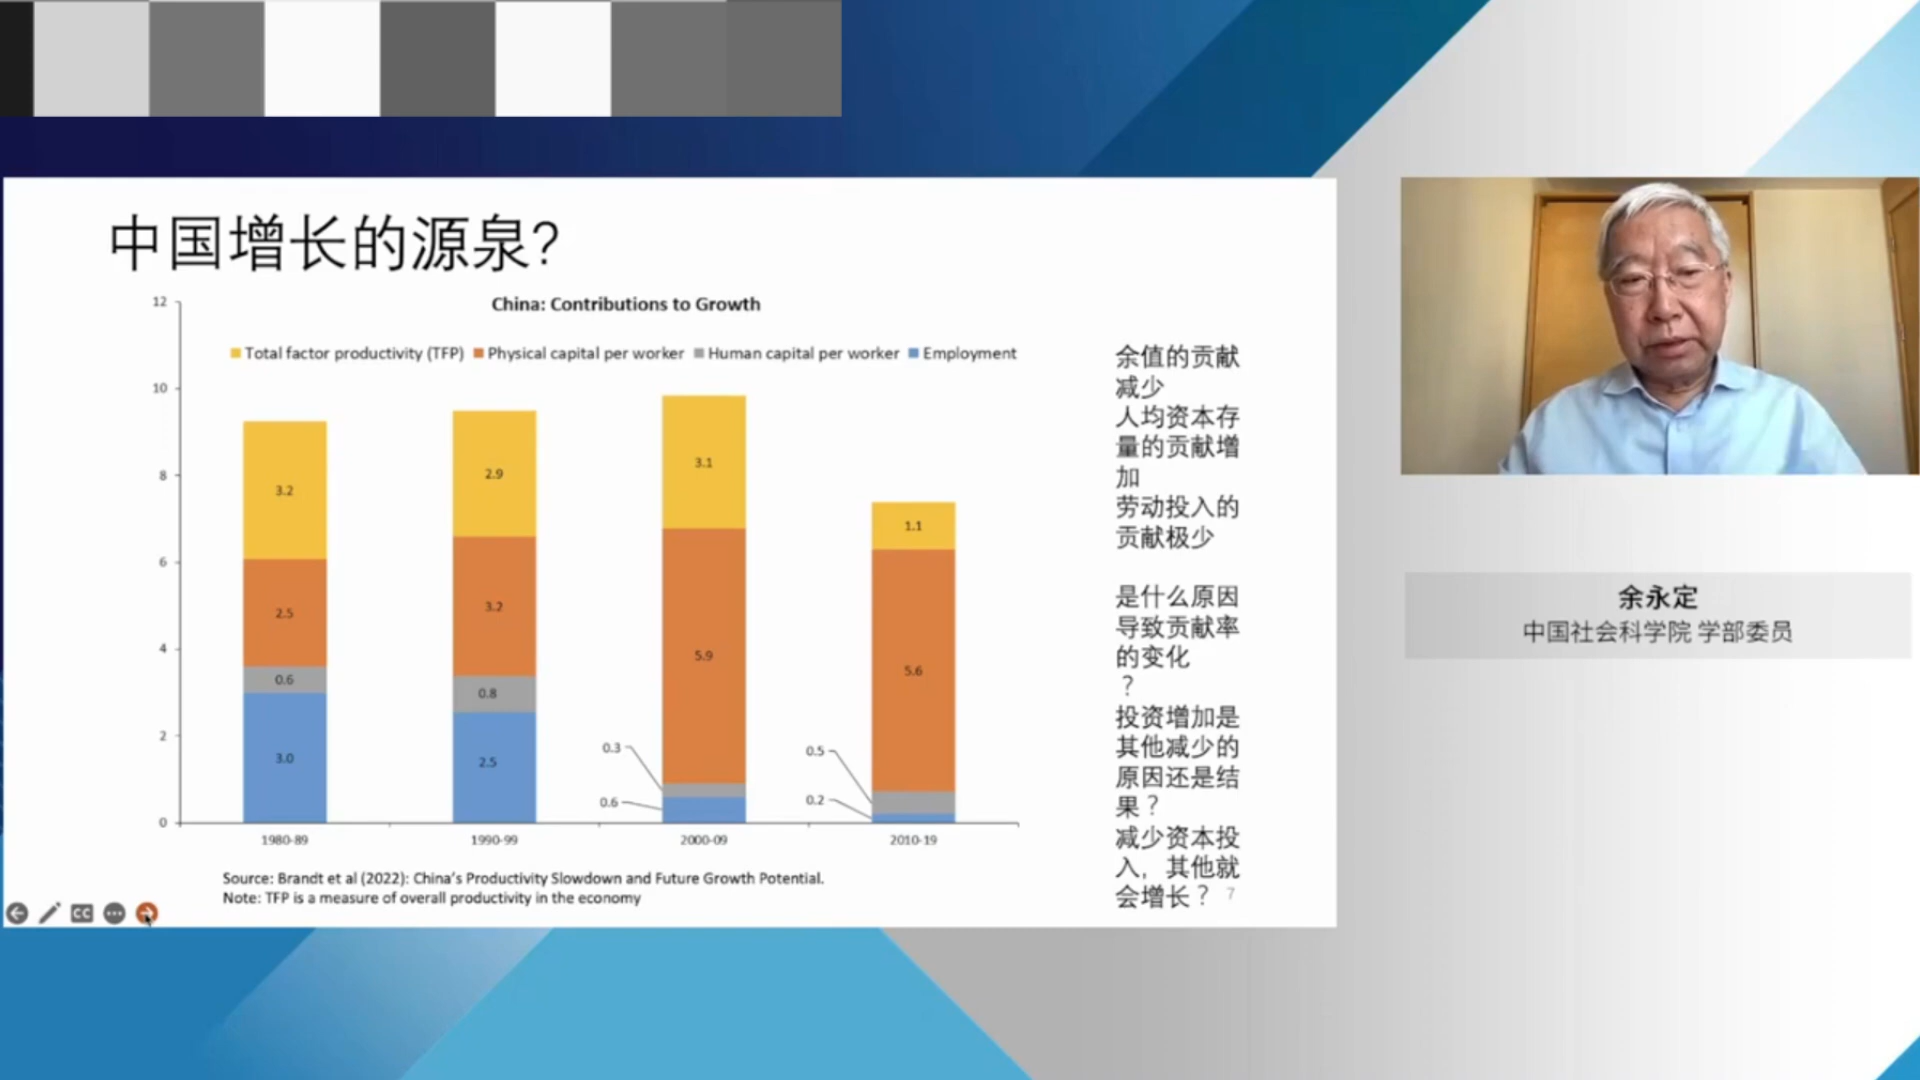 中国增长的源泉?
China: Contributions to Growth
Total factor productivity (TFP) Physical capital per worker Human capital per worker Employment
12
10
8
6
4
2
0
3.2
2.5
0.6
3.0
2.9
3.2
0.8
2.5
3.1
5.9
0.3
0.6
1.1
5.6
0.5
0.2
1980-89 1990-99 2000-09 2010-19
Source: Brandt et al (2022): China's Productivity Slowdown and Future Growth Potential.
Note: TFP is a measure of overall productivity in the economy
CC
余值的贡献
减少
人均资本存
量的贡献增
加
劳动投入的
贡献极少
是什么原因
导致贡献率
的变化
？
投资增加是
其他减少的
原因还是结
果？
减少资本投
入，其他就
会增长？ 7
余永定
中国社会科学院 学部委员